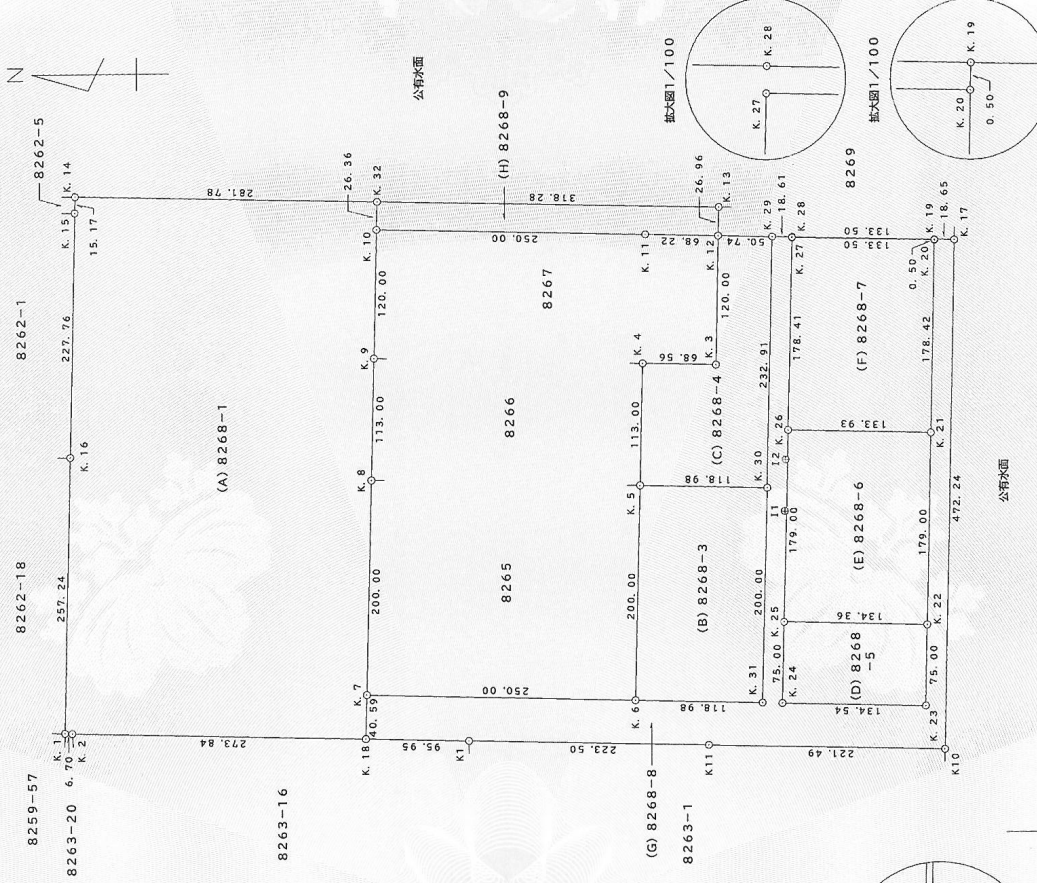 N
8259-57
8262-18
8262-1
8262-5
公有水面
拡大図1/100
K. 27
K. 28
拡大図1/100
K. 20
K. 19
0. 50
8263-20
6. 70
K. 1
K. 2
257. 24
K. 16
227. 76
K. 15
15. 17
K. 14
273. 84
(A) 8268-1
281. 78
8263-16
K. 18
40. 59
K. 7
200. 00
K. 8
113. 00
K. 9
120. 00
K. 10
26. 36
K. 32
95. 95
K1
250. 00
8265
8266
8267
250. 00
(H) 8268-9
318. 28
223. 50
K. 6
200. 00
K. 5
113. 00
K. 4
K. 11
68. 56
68. 22
K. 3
120. 00
K. 12
26. 96
K. 13
(G) 8268-8
8263-1
K11
118. 98
(B) 8268-3
118. 98
(C) 8268-4
50. 74
K. 31
200. 00
K. 30
232. 91
K. 29
18. 61
8269
K. 24
75. 00
K. 25
179. 00
I1
I2
K. 26
178. 41
K. 27
K. 28
221. 49
134. 54
(D) 8268
-5
134. 36
(E) 8268-6
133. 93
(F) 8268-7
133. 50
133. 50
K. 23
75. 00
K. 22
179. 00
K. 21
178. 42
0. 50
K. 20
K. 19
18. 65
K. 17
K10
472. 24
公有水面